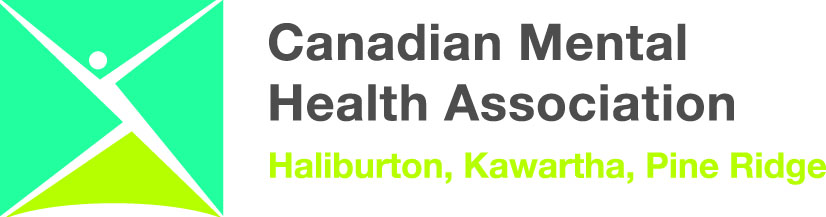 Canadian Mental
Health Association
Haliburton, Kawartha, Pine Ridge